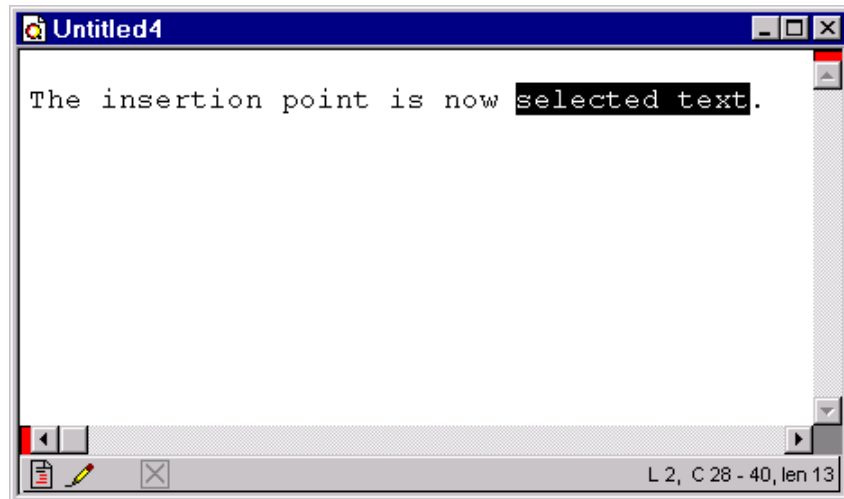 Untitled4
The insertion point is now selected text.
L 2, C 28 - 40, len 13